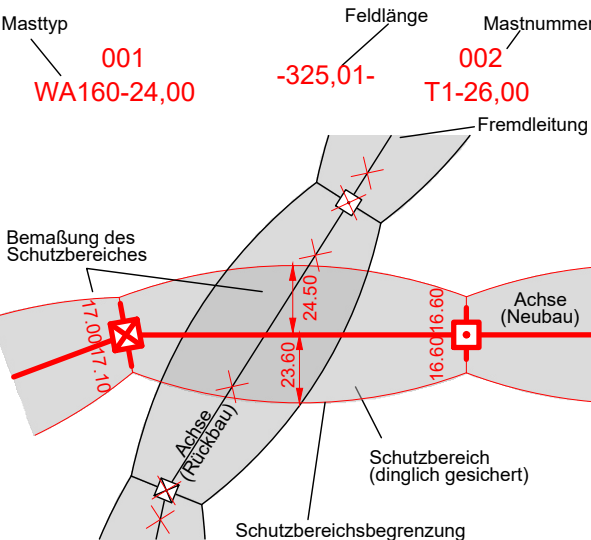 Masttyp
Feldlänge
Mastnummer
001
-325,01-
002
WA160-24,00
T1-26,00
Fremdleitung
Bemaßung des
Schutzbereiches
24.50
23.60
17.00
17.10
16.60
16.60
Achse
(Neubau)
Achse
(Rückbau)
Schutzbereich
(dinglich gesichert)
Schutzbereichsbegrenzung